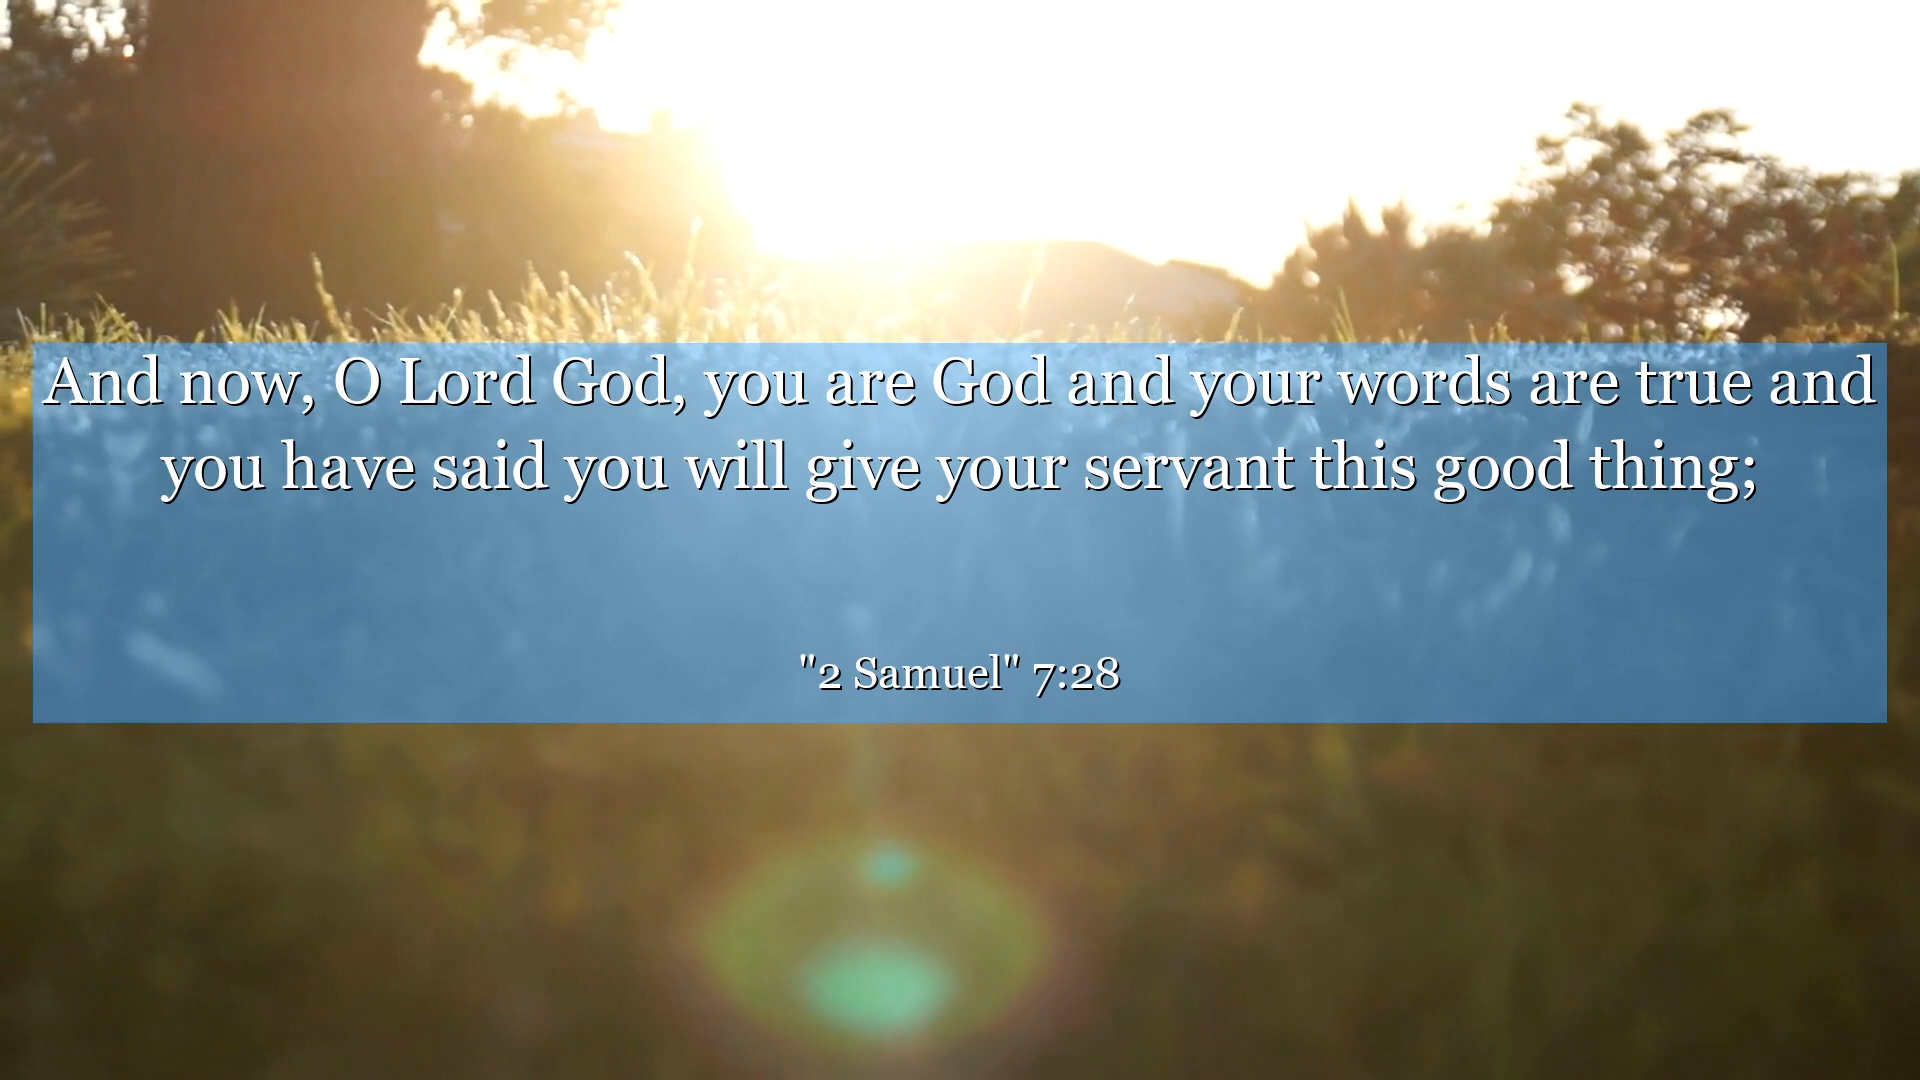 And now, O Lord God, you are God and your words are true and
you have said you will give your servant this good thing;
"2 Samuel" 7:28